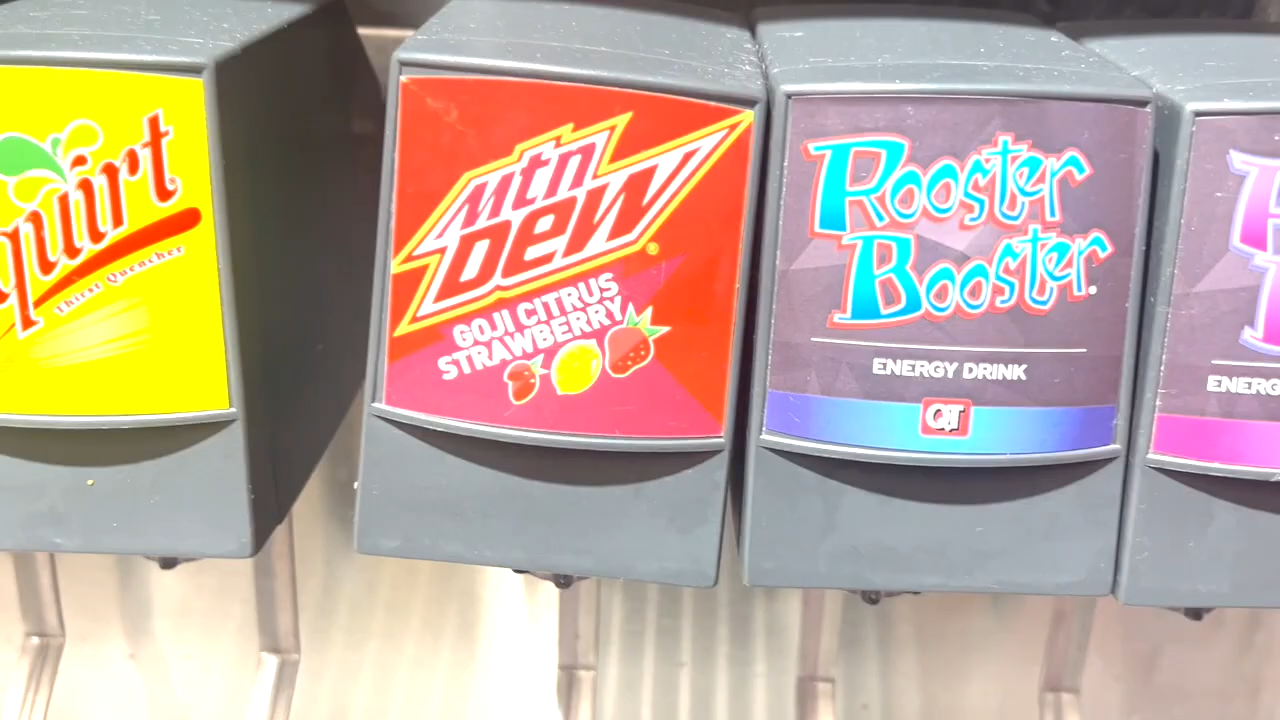 quirt
Thirst Quencher
Mtn
DEW
GOJI CITRUS
STRAWBERRY
Rooster
Booster
ENERGY DRINK
QT
ENERG